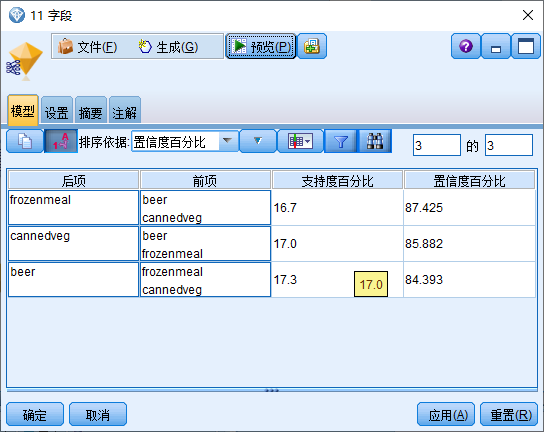 11 字段
文件(F) 生成(G) 预览(P)
模型 设置 摘要 注解
排序依据: 置信度百分比 3 的 3
后项 前项 支持度百分比 置信度百分比
frozenmeal beer 16.7 87.425
cannedveg
cannedveg beer 17.0 85.882
frozenmeal
beer frozenmeal 17.3 84.393
cannedveg
17.0
确定 取消 应用(A) 重置(R)